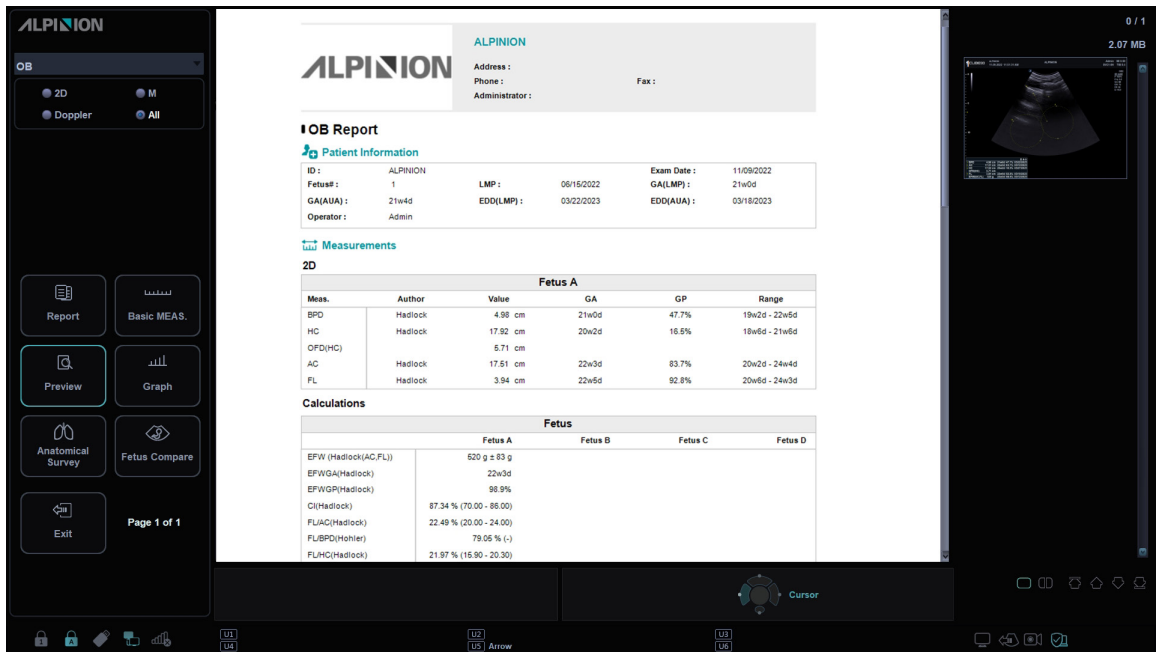 ALPINION
0 / 1
2.07 MB
OB
2D
M
Doppler
All
Report
Basic MEAS.
Preview
Graph
Anatomical
Survey
Fetus Compare
Exit
Page 1 of 1
ALPINION
ALPINION
Address :
Phone : Fax :
Administrator :
OB Report
Patient Information
ID : ALPINION Exam Date : 11/09/2022
Fetus# : 1 LMP : 06/15/2022 GA(LMP) : 21w0d
GA(AUA) : 21w4d EDD(LMP) : 03/22/2023 EDD(AUA) : 03/18/2023
Operator : Admin
Measurements
2D
Fetus A
Meas. Author Value GA GP Range
BPD Hadlock 4.98 cm 21w0d 47.7% 19w2d - 22w5d
HC Hadlock 17.92 cm 20w2d 16.5% 18w6d - 21w6d
OFD(HC) 5.71 cm
AC Hadlock 17.51 cm 22w3d 83.7% 20w2d - 24w4d
FL Hadlock 3.94 cm 22w5d 92.8% 20w6d - 24w3d
Calculations
Fetus
Fetus A Fetus B Fetus C Fetus D
EFW (Hadlock(AC,FL)) 520 g ± 83 g
EFWGA(Hadlock) 22w3d
EFWGP(Hadlock) 98.9%
CI(Hadlock) 87.34 % (70.00 - 86.00)
FL/AC(Hadlock) 22.49 % (20.00 - 24.00)
FL/BPD(Hohler) 79.05 % (-)
FL/HC(Hadlock) 21.97 % (15.90 - 20.30)
Cursor
U1
U4
U2
U5 Arrow
U3
U6